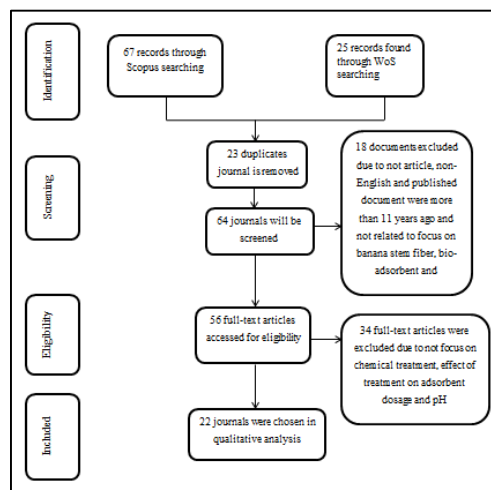 Identification
67 records through
Scopus searching
25 records found
through WoS
searching
23 duplicates
journal is removed
Screening
64 journals will be
screened
18 documents excluded
due to not article, non-
English and published
document were more
than 11 years ago and
not related to focus on
banana stem fiber, bio-
adsorbent and
Eligibility
56 full-text articles
accessed for eligibility
34 full-text articles were
excluded due to not focus on
chemical treatment, effect of
treatment on adsorbent
dosage and pH
Included
22 journals were chosen in
qualitative analysis